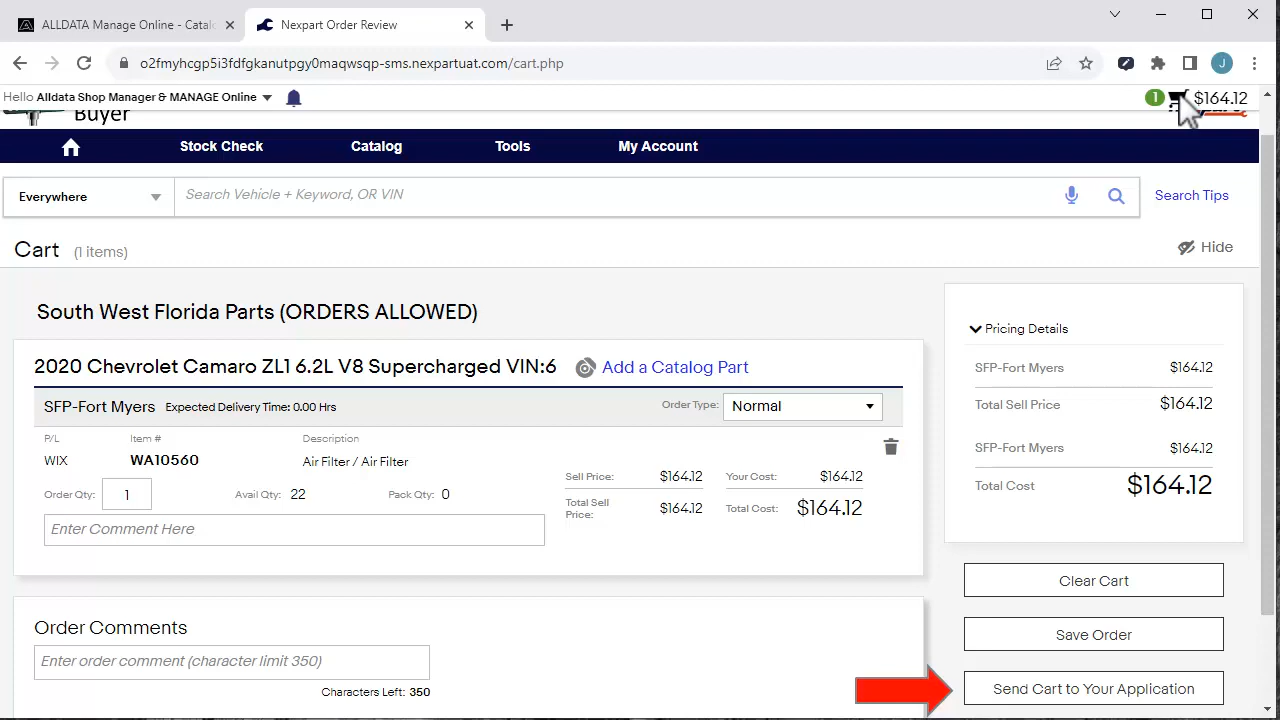 ALLDATA Manage Online - Catalo
Nexpart Order Review
o2fmyhcgp5i3fdfgkanutpgy0maqwsqp-sms.nexpartuat.com/cart.php
J
Hello Alldata Shop Manager & MANAGE Online
1 $164.12
Buyer
Stock Check Catalog Tools My Account
Everywhere Search Vehicle + Keyword, OR VIN Search Tips
Cart (1 items) Hide
South West Florida Parts (ORDERS ALLOWED)
2020 Chevrolet Camaro ZL1 6.2L V8 Supercharged VIN:6 Add a Catalog Part
SFP-Fort Myers Expected Delivery Time: 0.00 Hrs Order Type: Normal
P/L Item # Description
WIX WA10560 Air Filter / Air Filter
Order Qty: 1 Avail Qty: 22 Pack Qty: 0
Enter Comment Here
Sell Price: $164.12 Your Cost: $164.12
Total Sell Price: $164.12 Total Cost: $164.12
Order Comments
Enter order comment (character limit 350)
Characters Left: 350
Pricing Details
SFP-Fort Myers $164.12
Total Sell Price $164.12
SFP-Fort Myers $164.12
Total Cost $164.12
Clear Cart
Save Order
Send Cart to Your Application